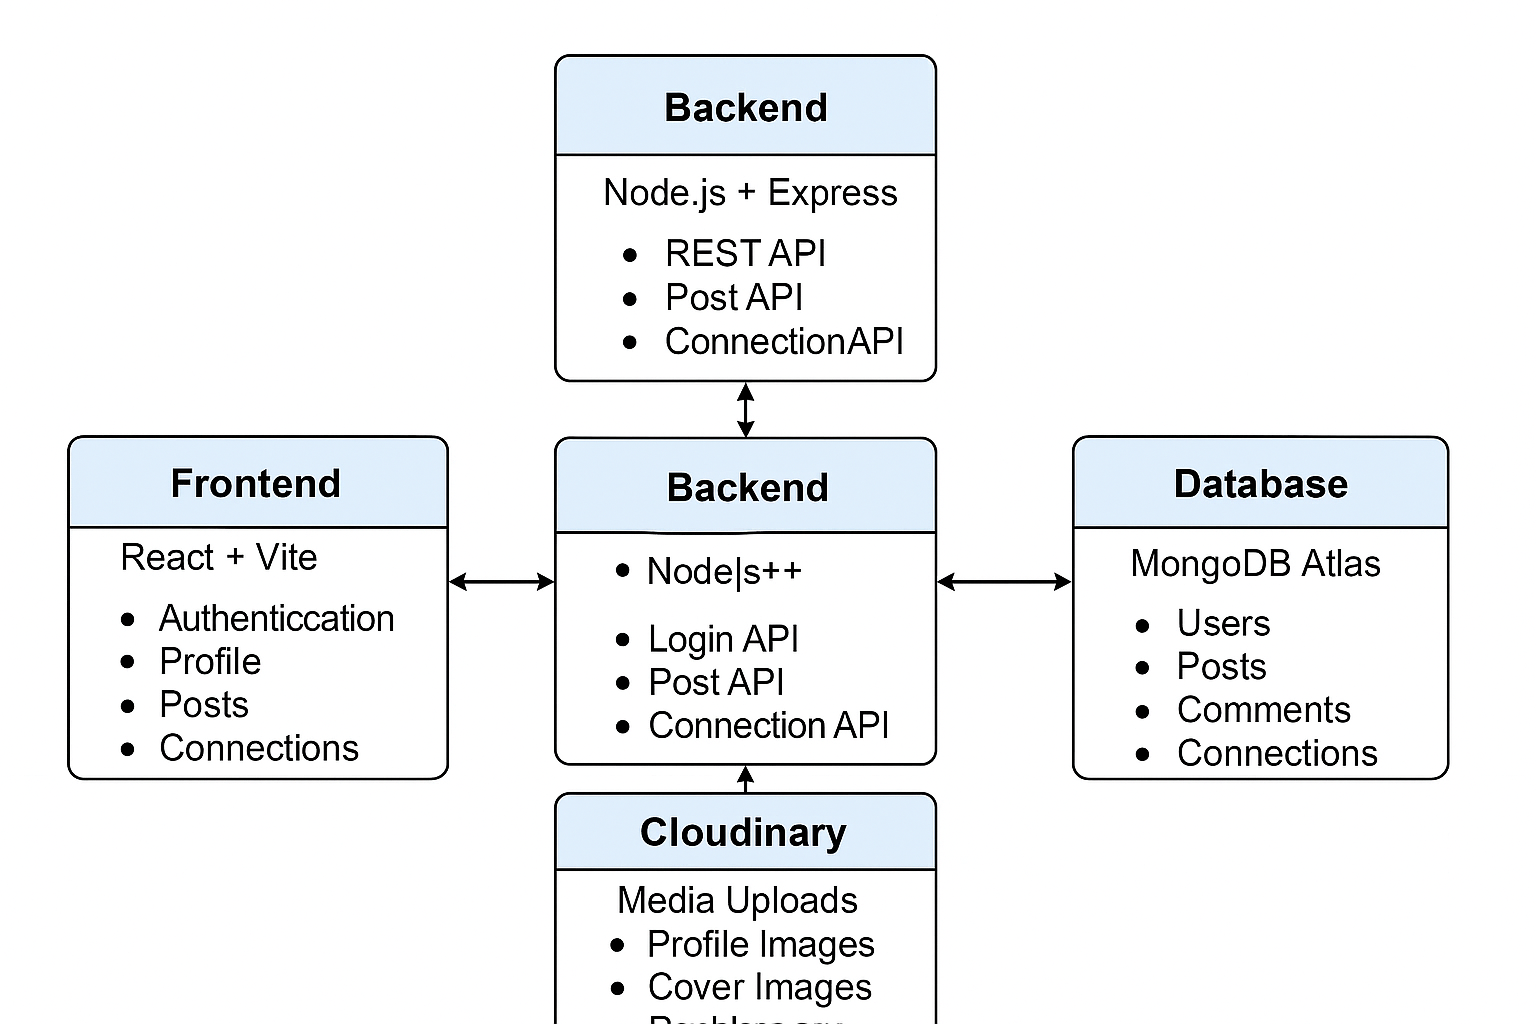 Backend
Node.js + Express
• REST API
• Post API
• ConnectionAPI
Frontend
React + Vite
• Authenticcation
• Profile
• Posts
• Connections
Backend
• Node|s++
• Login API
• Post API
• Connection API
Database
MongoDB Atlas
• Users
• Posts
• Comments
• Connections
Cloudinary
Media Uploads
• Profile Images
• Cover Images